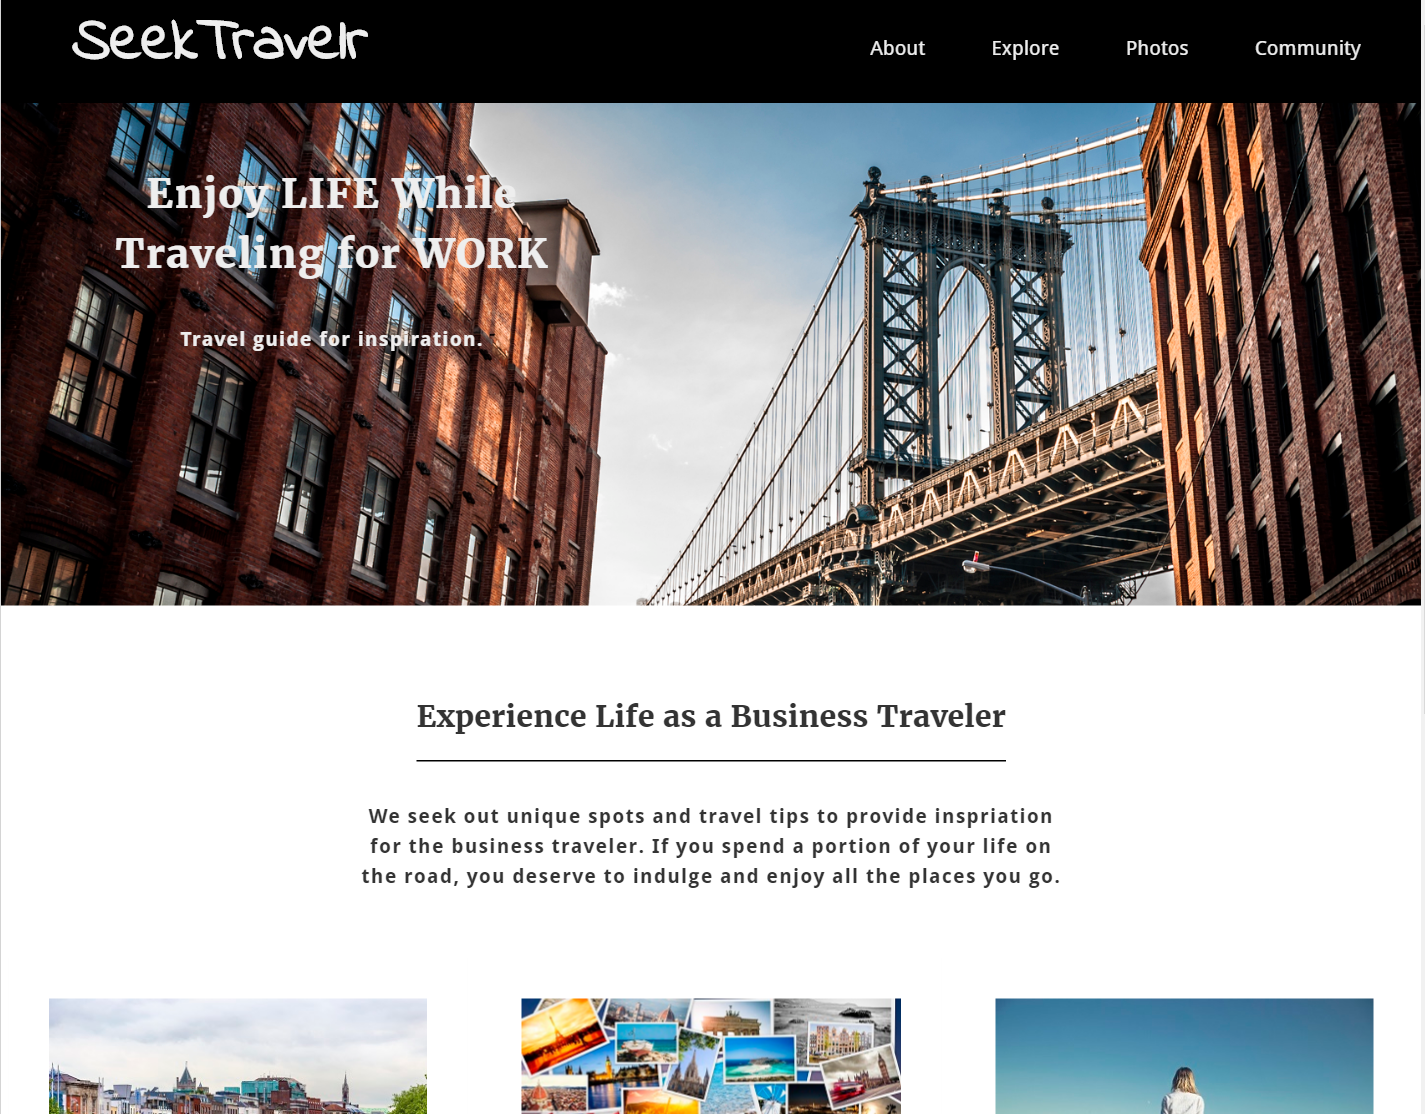 SeekTravelr
About Explore Photos Community
Enjoy LIFE While
Traveling for WORK
Travel guide for inspiration.
Experience Life as a Business Traveler
We seek out unique spots and travel tips to provide inspriation
for the business traveler. If you spend a portion of your life on
the road, you deserve to indulge and enjoy all the places you go.